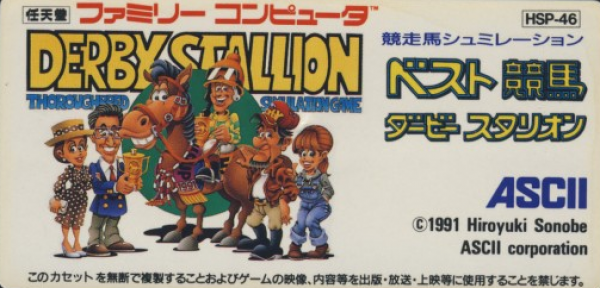 任天堂
ファミリー コンピュータ™
HSP-46
DERBY STALLION
THOROUGHBRED SIMULATION GAME
競走馬シュミレーション
ベスト競馬
ダービー スタリオン
ASCII
©1991 Hiroyuki Sonobe
ASCII corporation
このカセットを無断で複製することおよびゲームの映像、内容等を出版・放送・上映等に使用することを禁じます。